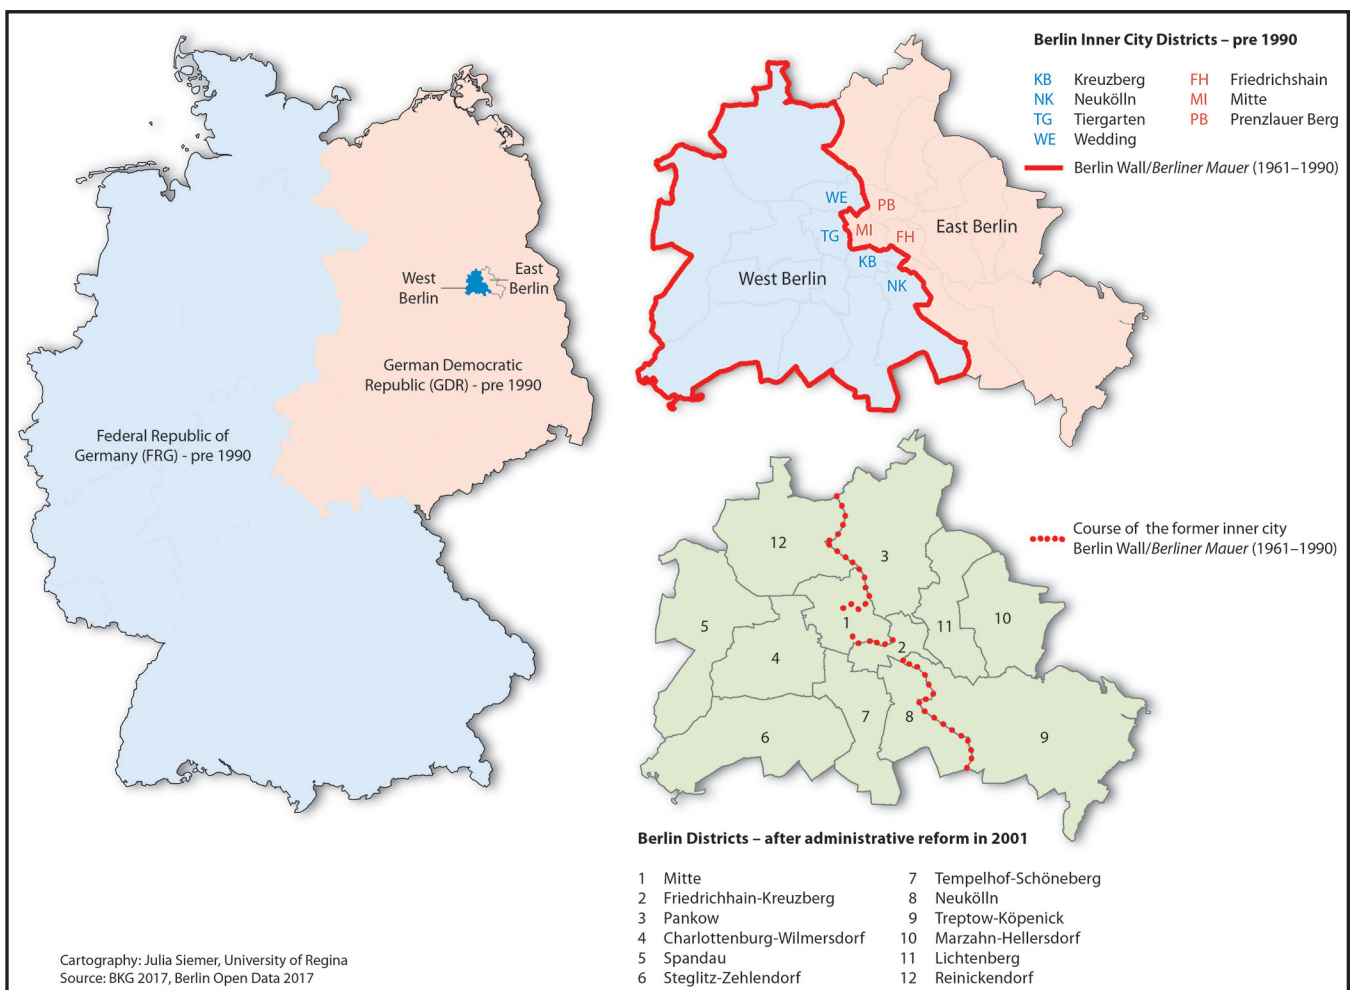 West
Berlin
East
Berlin
German Democratic
Republic (GDR) - pre 1990
Federal Republic of
Germany (FRG) - pre 1990
Berlin Inner City Districts – pre 1990
KB Kreuzberg FH Friedrichshain
NK Neukölln MI Mitte
TG Tiergarten PB Prenzlauer Berg
WE Wedding
Berlin Wall/Berliner Mauer (1961–1990)
WE
PB
TG
MI
FH
East Berlin
KB
West Berlin
NK
Course of the former inner city
Berlin Wall/Berliner Mauer (1961–1990)
12
3
5
1
2
11
10
4
7
8
6
9
Berlin Districts – after administrative reform in 2001
1 Mitte 7 Tempelhof-Schöneberg
2 Friedrichhain-Kreuzberg 8 Neukölln
3 Pankow 9 Treptow-Köpenick
4 Charlottenburg-Wilmersdorf 10 Marzahn-Hellersdorf
5 Spandau 11 Lichtenberg
6 Steglitz-Zehlendorf 12 Reinickendorf
Cartography: Julia Siemer, University of Regina
Source: BKG 2017, Berlin Open Data 2017